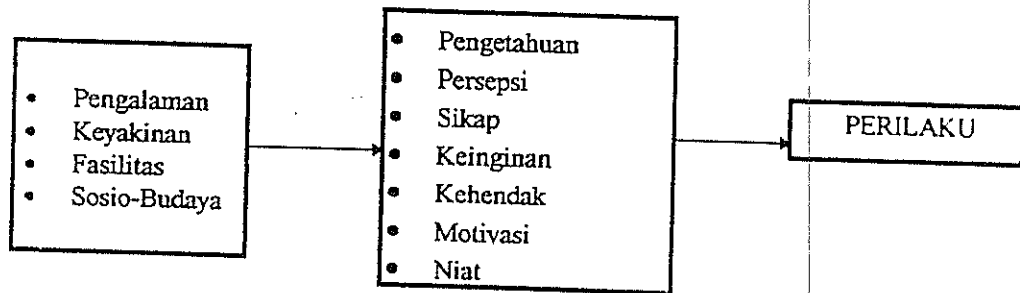 • Pengalaman
• Keyakinan
• Fasilitas
• Sosio-Budaya
• Pengetahuan
• Persepsi
• Sikap
• Keinginan
• Kehendak
• Motivasi
• Niat
PERILAKU